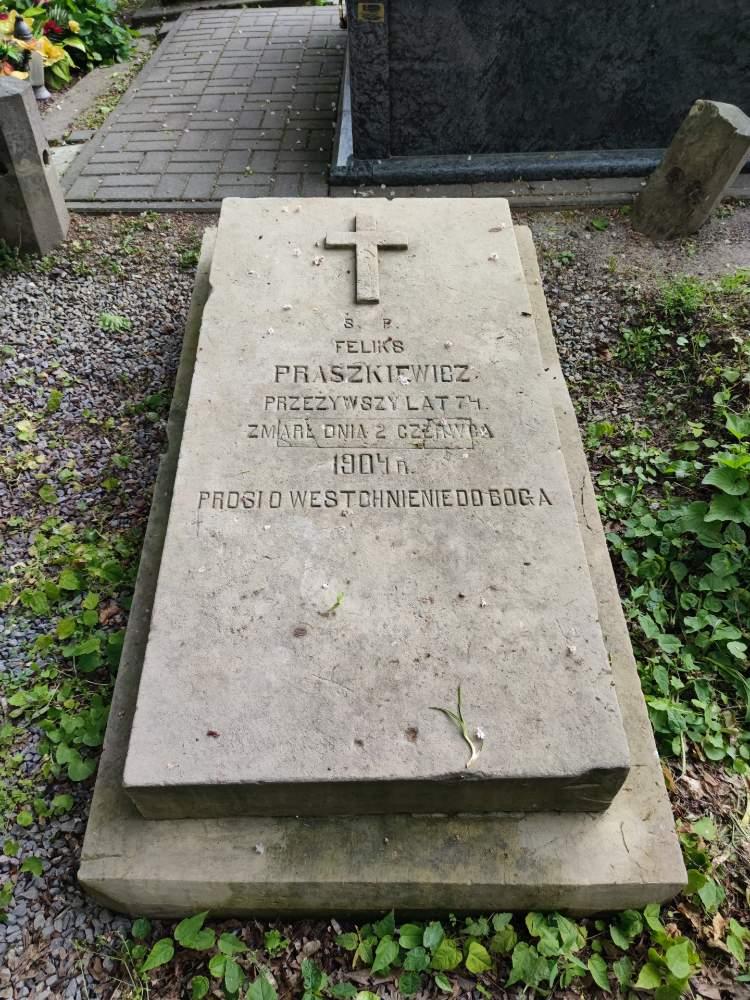 Ś. P.
FELIKS
PRASZKIEWICZ
PRZEŻYWSZY LAT 74.
ZMARŁ DNIA 2 CZERWCA
1904 R.
PROSI O WESTCHNIENIE DO BOGA